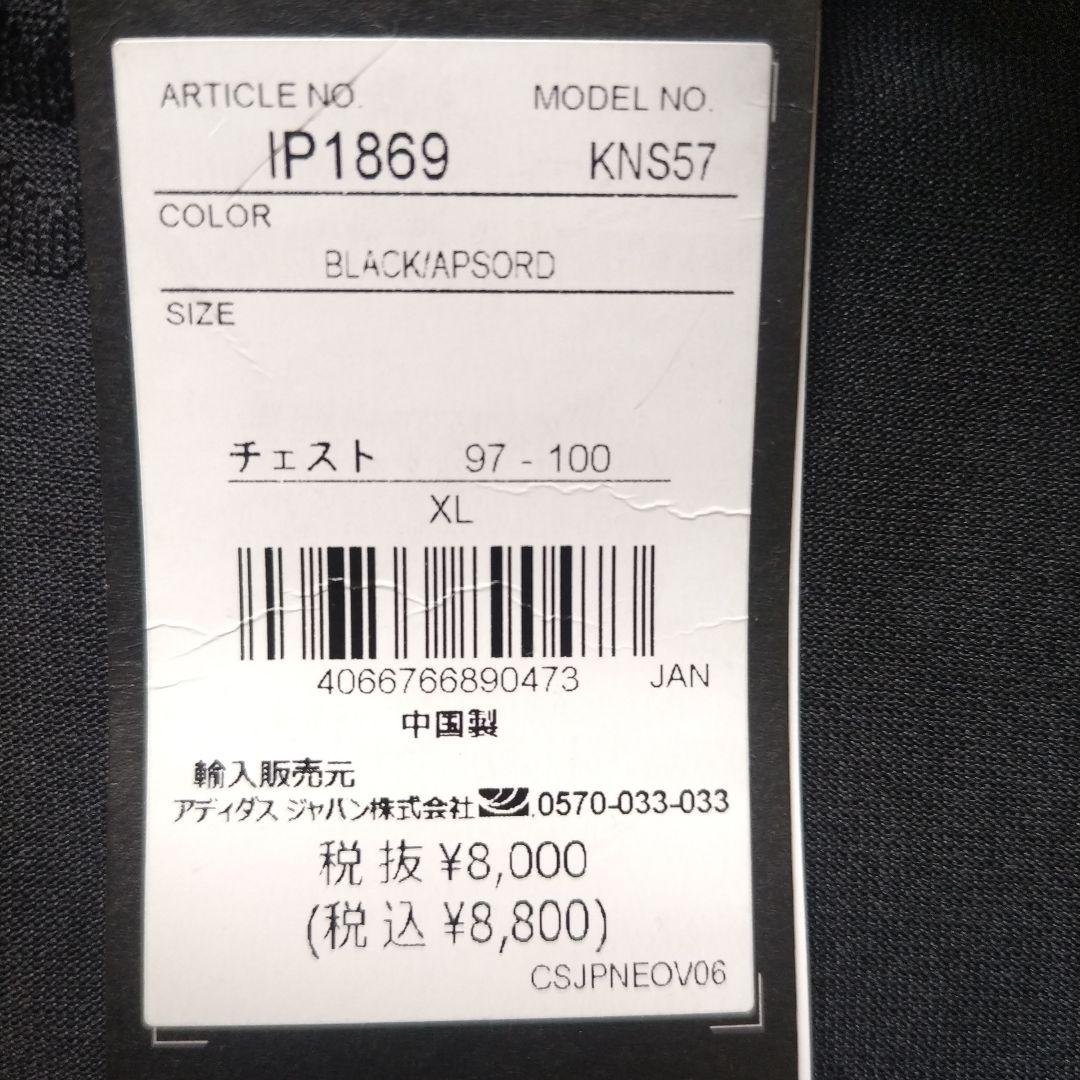 ARTICLE NO. MODEL NO.
IP1869 KNS57
COLOR
BLACK/APSORD
SIZE
チェスト 97 - 100
XL
4066766890473 JAN
中国製
輸入販売元
アディダス ジャパン株式会社 .0570-033-033
税抜 ¥8,000
(税込 ¥8,800)
CSJPNEOV06